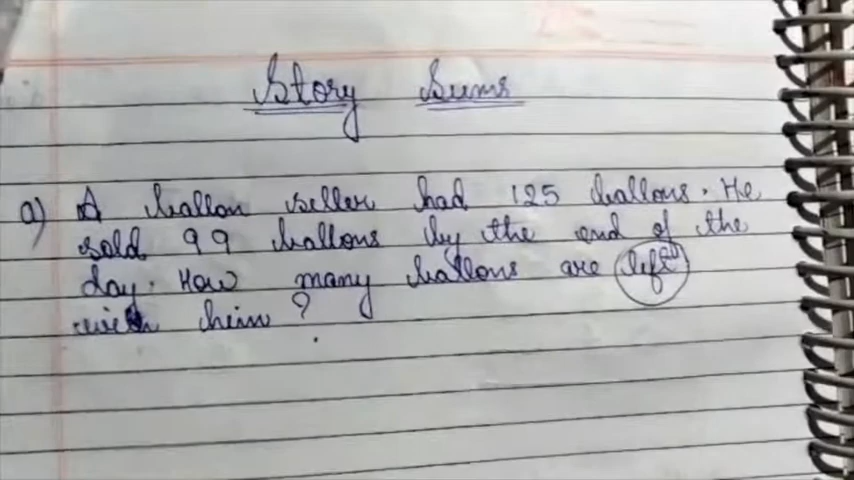 Story Sums
a) A ballon seller had 125 ballons. He
sold 99 ballons by the end of the
day. How many ballons are left
with him ?